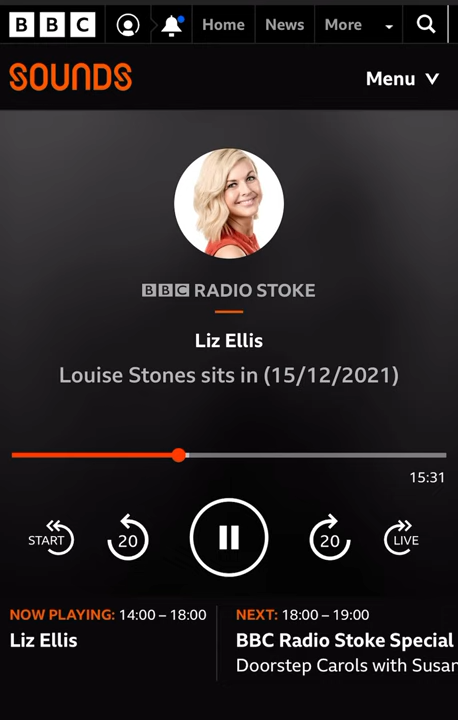 BBC Home News More
SOUNDS Menu
BBC RADIO STOKE
Liz Ellis
Louise Stones sits in (15/12/2021)
15:31
START 20 20 LIVE
NOW PLAYING: 14:00 – 18:00
Liz Ellis
NEXT: 18:00 – 19:00
BBC Radio Stoke Special
Doorstep Carols with Susan